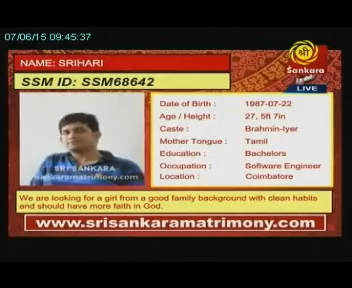 07/06/15 09:45:37
श्री
Sankara
LIVE
NAME: SRIHARI
SSM ID: SSM68642
SRI SANKARA
srisankaramatrimony.com
Date of Birth : 1987-07-22
Age / Height : 27, 5ft 7in
Caste : Brahmin-Iyer
Mother Tongue : Tamil
Education : Bachelors
Occupation : Software Engineer
Location : Coimbatore
We are looking for a girl from a good family background with clean habits
and should have more faith in God.
www.srisankaramatrimony.com